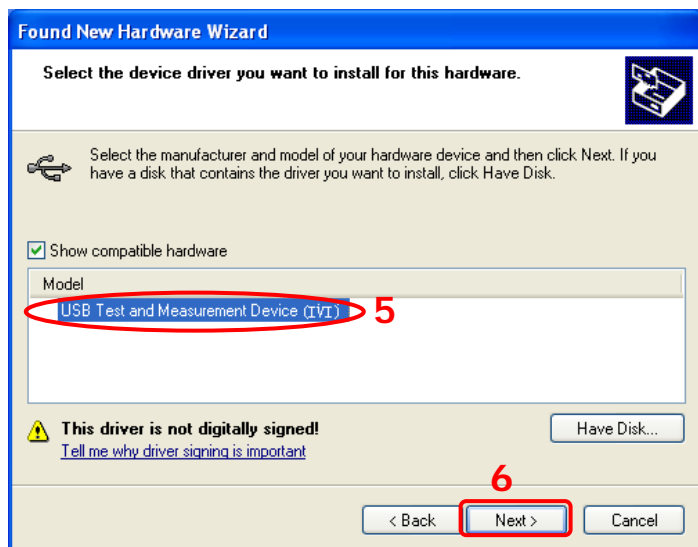 Found New Hardware Wizard
Select the device driver you want to install for this hardware.
Select the manufacturer and model of your hardware device and then click Next. If you
have a disk that contains the driver you want to install, click Have Disk.
Show compatible hardware
Model
USB Test and Measurement Device (IVI) 5
This driver is not digitally signed!
Have Disk...
Tell me why driver signing is important
6
< Back
Next >
Cancel